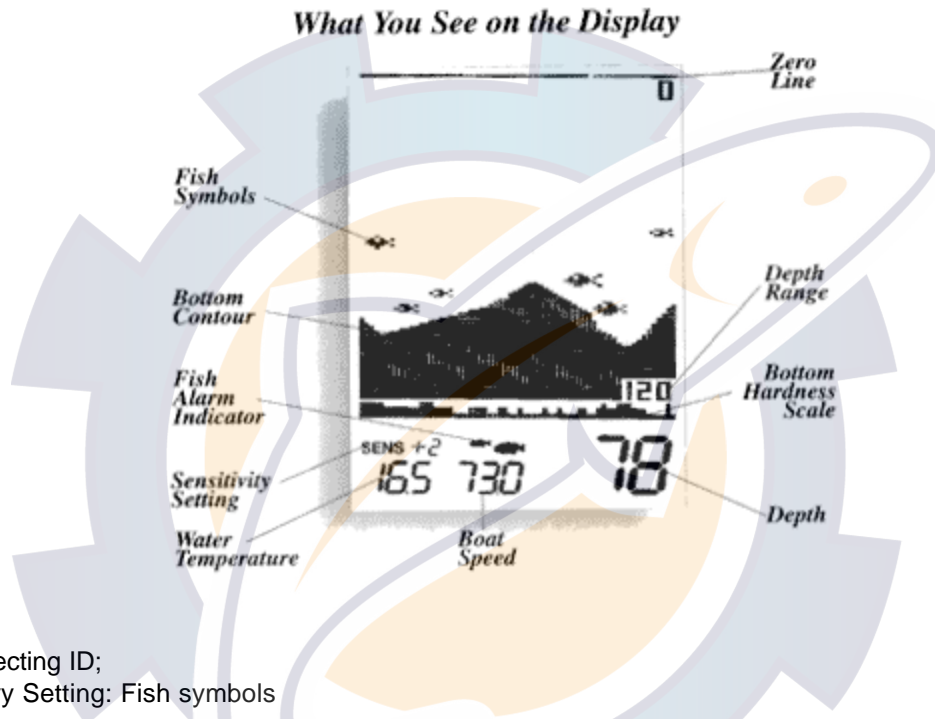 What You See on the Display
Zero
Line
0
Fish
Symbols
Depth
Range
Bottom
Contour
Bottom
Hardness
Scale
Fish
Alarm
Indicator
120
SENS +2
16.5 73.0 78
Sensitivity
Setting
Depth
Water
Temperature
Boat
Speed
ecting ID;
ry Setting: Fish symbols